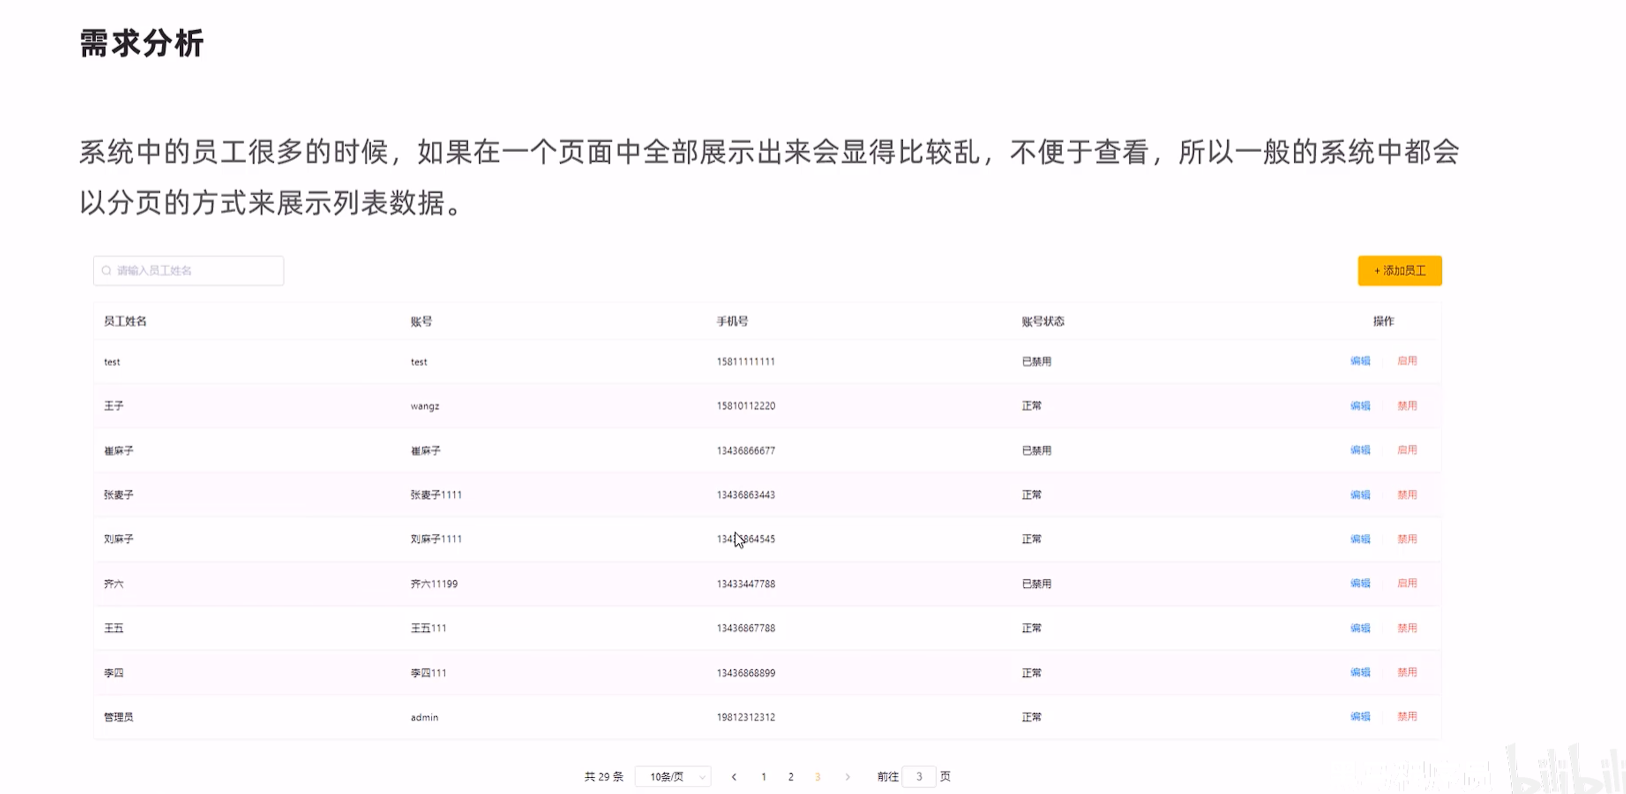 需求分析
系统中的员工很多的时候，如果在一个页面中全部展示出来会显得比较乱，不便于查看，所以一般的系统中都会
以分页的方式来展示列表数据。
请输入员工姓名 + 添加员工
员工姓名 账号 手机号 账号状态 操作
test test 15811111111 已禁用 编辑 启用
王子 wangz 15810112220 正常 编辑 禁用
崔麻子 崔麻子 13436866677 已禁用 编辑 启用
张麦子 张麦子1111 13436863443 正常 编辑 禁用
刘麻子 刘麻子1111 正常 编辑 禁用
齐六 齐六11199 13433447788 已禁用 编辑 启用
王五 王五111 13436867788 正常 编辑 禁用
李四 李四111 13436868899 正常 编辑 禁用
管理员 admin 19812312312 正常 编辑 禁用
共 29 条 10条/页 < 1 2 3 > 前往 3 页
bilibili